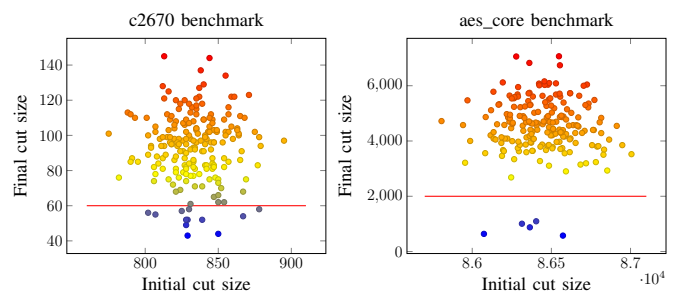 c2670 benchmark
aes_core benchmark
Final cut size
140
120
100
80
60
40
800
850
900
Initial cut size
Final cut size
6,000
4,000
2,000
0
8.6
8.65
8.7
·10⁴
Initial cut size